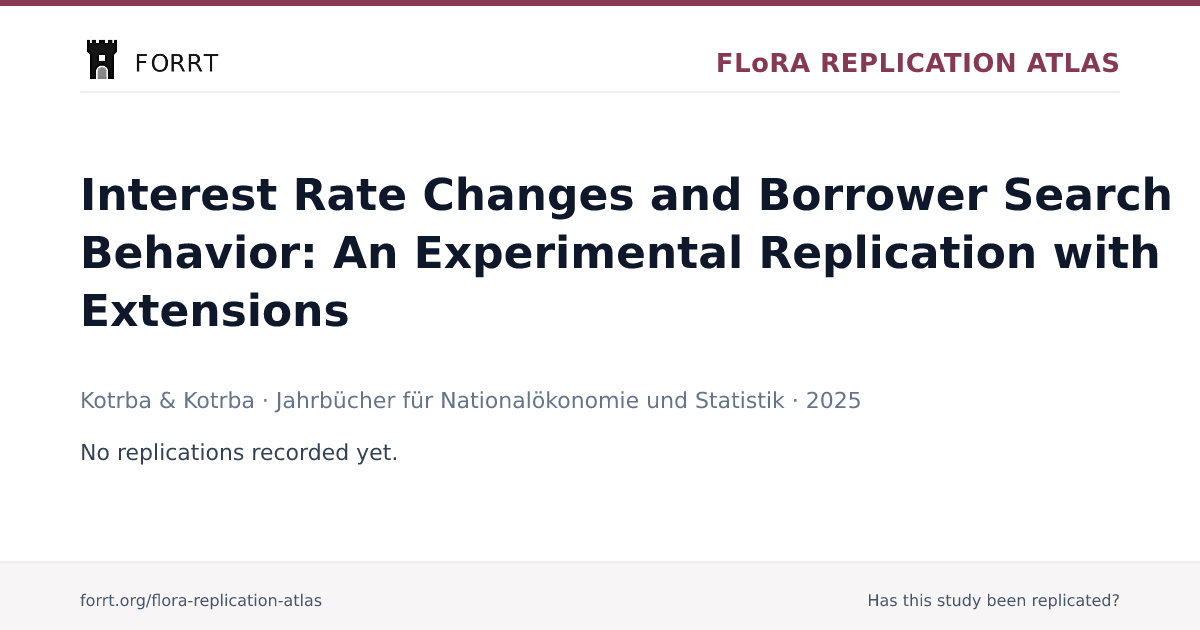 FORRT
FLoRA REPLICATION ATLAS
Interest Rate Changes and Borrower Search
Behavior: An Experimental Replication with
Extensions
Kotrba & Kotrba · Jahrbücher für Nationalökonomie und Statistik · 2025
No replications recorded yet.
forrt.org/flora-replication-atlas
Has this study been replicated?